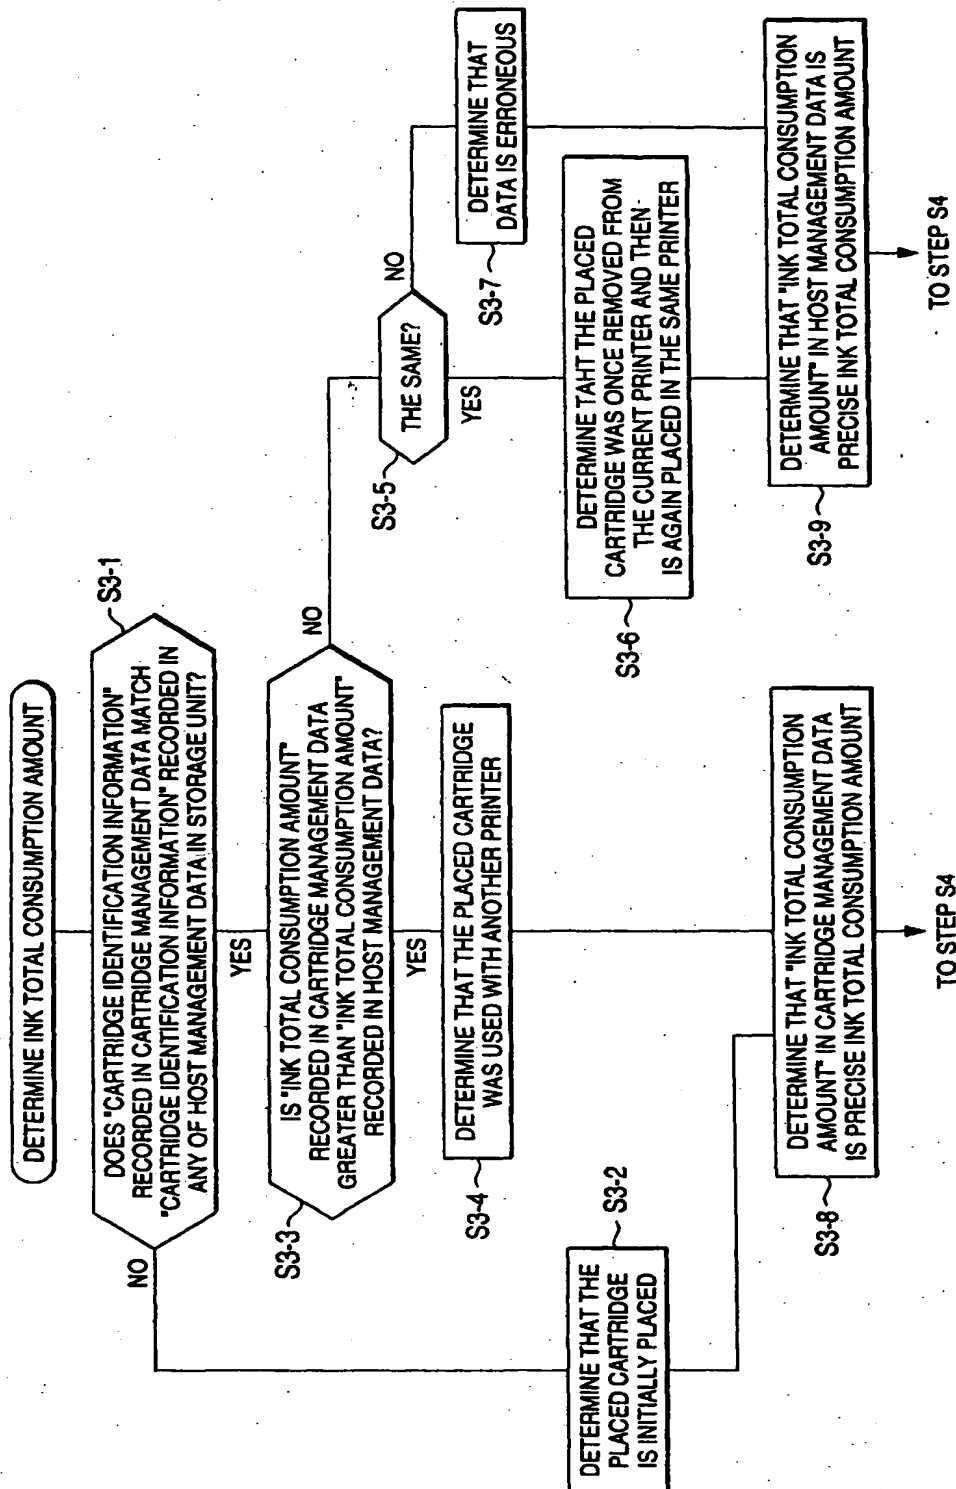 DETERMINE INK TOTAL CONSUMPTION AMOUNT
S3-1
DOES "CARTRIDGE IDENTIFICATION INFORMATION"
RECORDED IN CARTRIDGE MANAGEMENT DATA MATCH
"CARTRIDGE IDENTIFICATION INFORMATION" RECORDED IN
ANY OF HOST MANAGEMENT DATA IN STORAGE UNIT?
NO
YES
S3-3
IS "INK TOTAL CONSUMPTION AMOUNT"
RECORDED IN CARTRIDGE MANAGEMENT DATA
GREATER THAN "INK TOTAL CONSUMPTION AMOUNT"
RECORDED IN HOST MANAGEMENT DATA?
NO
YES
S3-5
THE SAME?
NO
YES
S3-4
DETERMINE THAT THE PLACED CARTRIDGE
WAS USED WITH ANOTHER PRINTER
S3-7
DETERMINE THAT
DATA IS ERRONEOUS
S3-2
DETERMINE THAT THE
PLACED CARTRIDGE
IS INITIALLY PLACED
S3-6
DETERMINE TAHT THE PLACED
CARTRIDGE WAS ONCE REMOVED FROM
THE CURRENT PRINTER AND THEN
IS AGAIN PLACED IN THE SAME PRINTER
S3-8
DETERMINE THAT "INK TOTAL CONSUMPTION
AMOUNT" IN CARTRIDGE MANAGEMENT DATA
IS PRECISE INK TOTAL CONSUMPTION AMOUNT
S3-9
DETERMINE THAT "INK TOTAL CONSUMPTION
AMOUNT" IN HOST MANAGEMENT DATA IS
PRECISE INK TOTAL CONSUMPTION AMOUNT
TO STEP S4
TO STEP S4